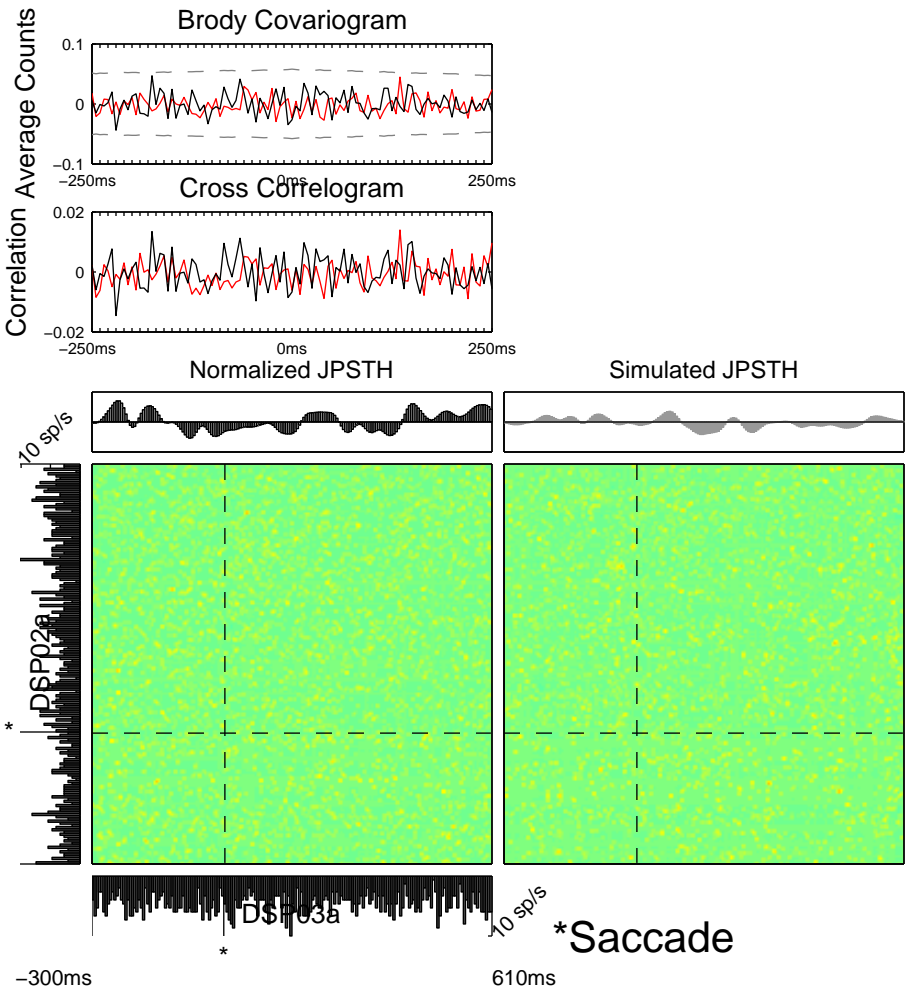 Brody Covariogram
Average Counts
0.1
0
−0.1
−250ms
0ms
250ms
Cross Correlogram
Correlation
0.02
0
−0.02
−250ms
0ms
250ms
Normalized JPSTH
Simulated JPSTH
10 sp/s
DSP02a
*
DSP03a
10 sp/s
*
*Saccade
−300ms
610ms